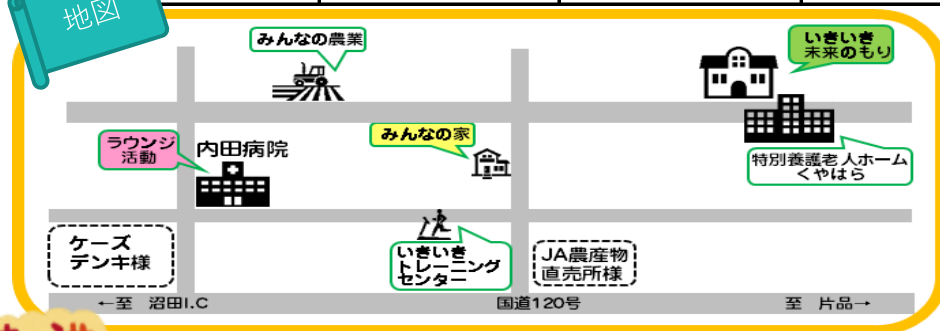 地図
みんなの農業
いきいき
未来のもり
ラウンジ
活動
内田病院
みんなの家
特別養護老人ホーム
くやはら
ケーズ
デンキ様
いきいき
トレーニング
センター
JA農産物
直売所様
←至 沼田I.C
国道120号
至 片品→